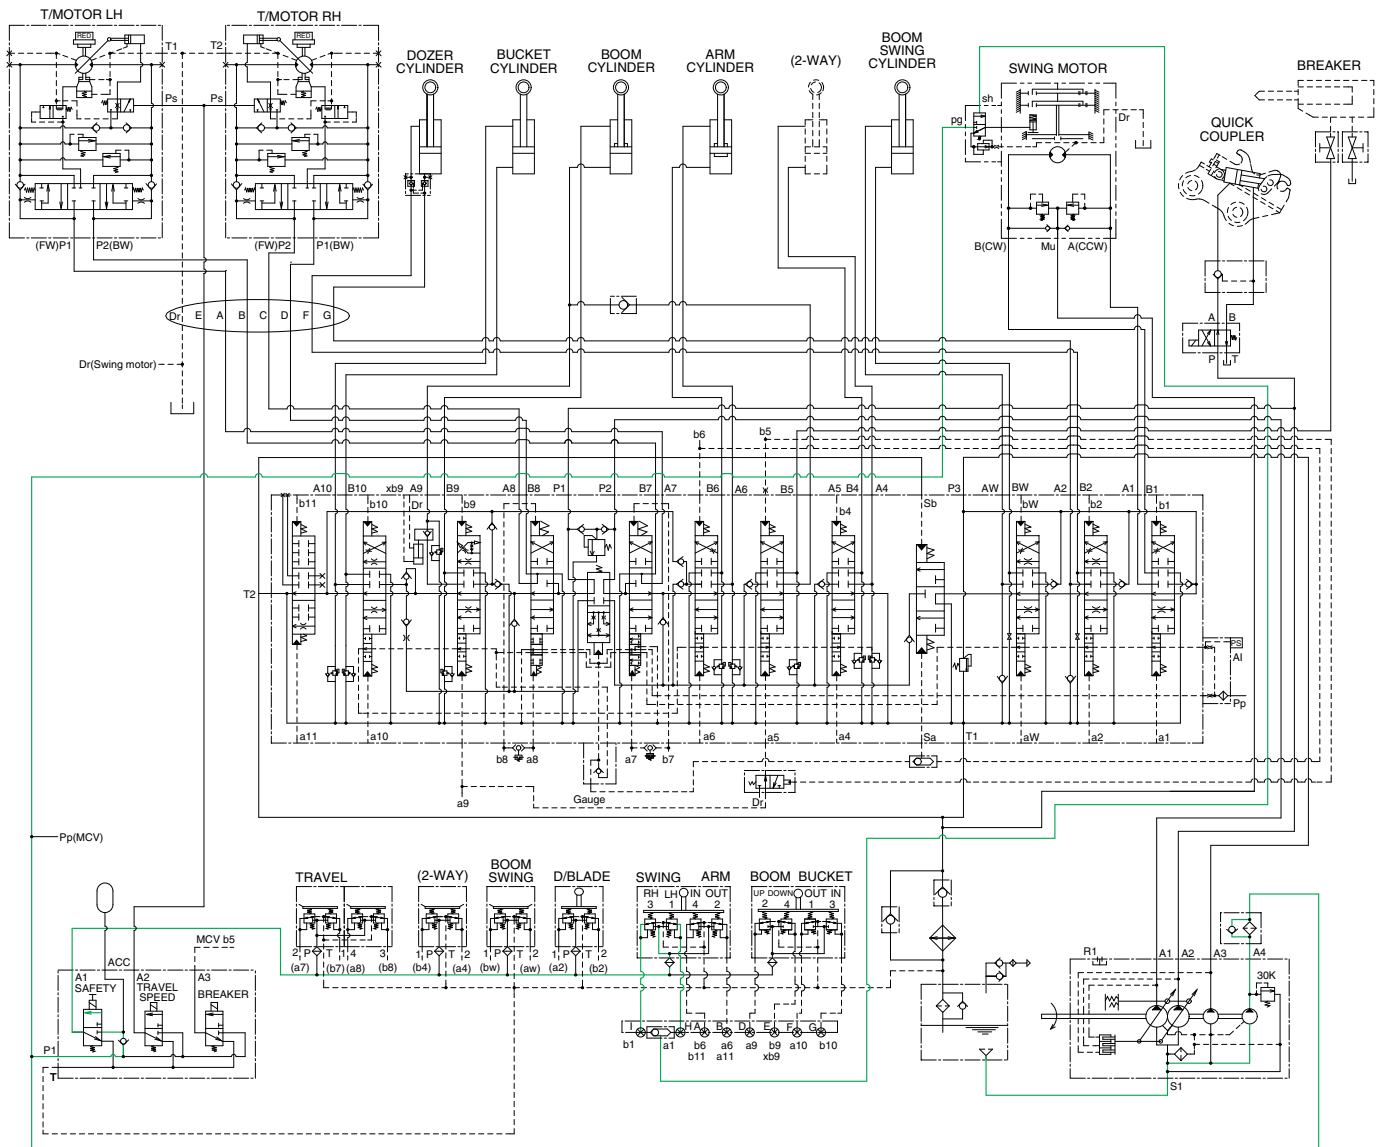 T/MOTOR LH
T/MOTOR RH
RED
RED
T1
T2
Ps
Ps
DOZER
CYLINDER
BUCKET
CYLINDER
BOOM
CYLINDER
ARM
CYLINDER
(2-WAY)
BOOM
SWING
CYLINDER
SWING MOTOR
sh
pg
Dr
BREAKER
QUICK
COUPLER
(FW)P1
P2(BW)
(FW)P2
P1(BW)
B(CW)
Mu
A(CCW)
Dr
E
A
B
C
D
F
G
A
B
P
T
Dr(Swing motor)
b6
b5
A10
B10
xb9
A9
B9
A8
B8
P1
P2
B7
A7
B6
A6
B5
A5
B4
A4
P3
AW
BW
A2
B2
A1
B1
b11
b10
Dr
b9
b4
Sb
bW
b2
b1
T2
PS
AI
Pp
a11
a10
b8
a8
a7
b7
a6
a5
a4
Sa
T1
aW
a2
a1
a9
Gauge
Dr
Pp(MCV)
TRAVEL
(2-WAY)
BOOM
SWING
D/BLADE
SWING
ARM
BOOM
BUCKET
RH
LH
IN
OUT
UP
DOWN
OUT
IN
3
1
4
2
2
4
1
3
2
P
T
1
4
3
1
P
T
2
1
P
T
2
1
P
T
2
(a7)
(b7)
(a8)
(b8)
(b4)
(a4)
(bw)
(aw)
(a2)
(b2)
MCV b5
ACC
A1
SAFETY
A2
TRAVEL
SPEED
A3
BREAKER
P1
T
I
H
A
B
D
E
F
G
b1
a1
b6
a6
a9
b9
a10
b10
b11
a11
xb9
R1
A1
A2
A3
A4
30K
S1